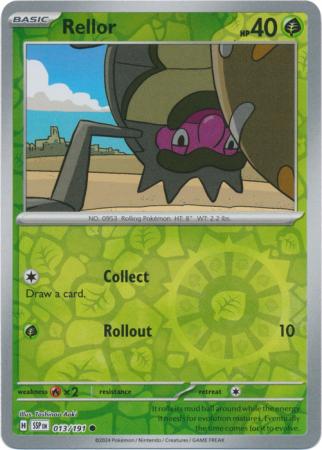 BASIC
Rellor
HP 40
NO. 0953 Rolling Pokémon. HT: 8" WT: 2.2 lbs.
Collect
Draw a card.
Rollout 10
weakness ×2 resistance retreat
Illus. Toshinao Aoki
H SSP EN 013/191
©2024 Pokémon / Nintendo / Creatures / GAME FREAK
It rolls its mud ball around while the energy it needs
for evolution matures. Eventually
the time comes for it to evolve.